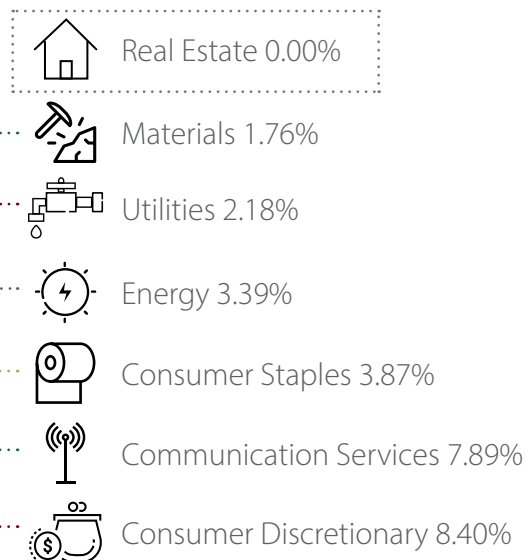 Real Estate 0.00%
Materials 1.76%
Utilities 2.18%
Energy 3.39%
Consumer Staples 3.87%
Communication Services 7.89%
$ Consumer Discretionary 8.40%